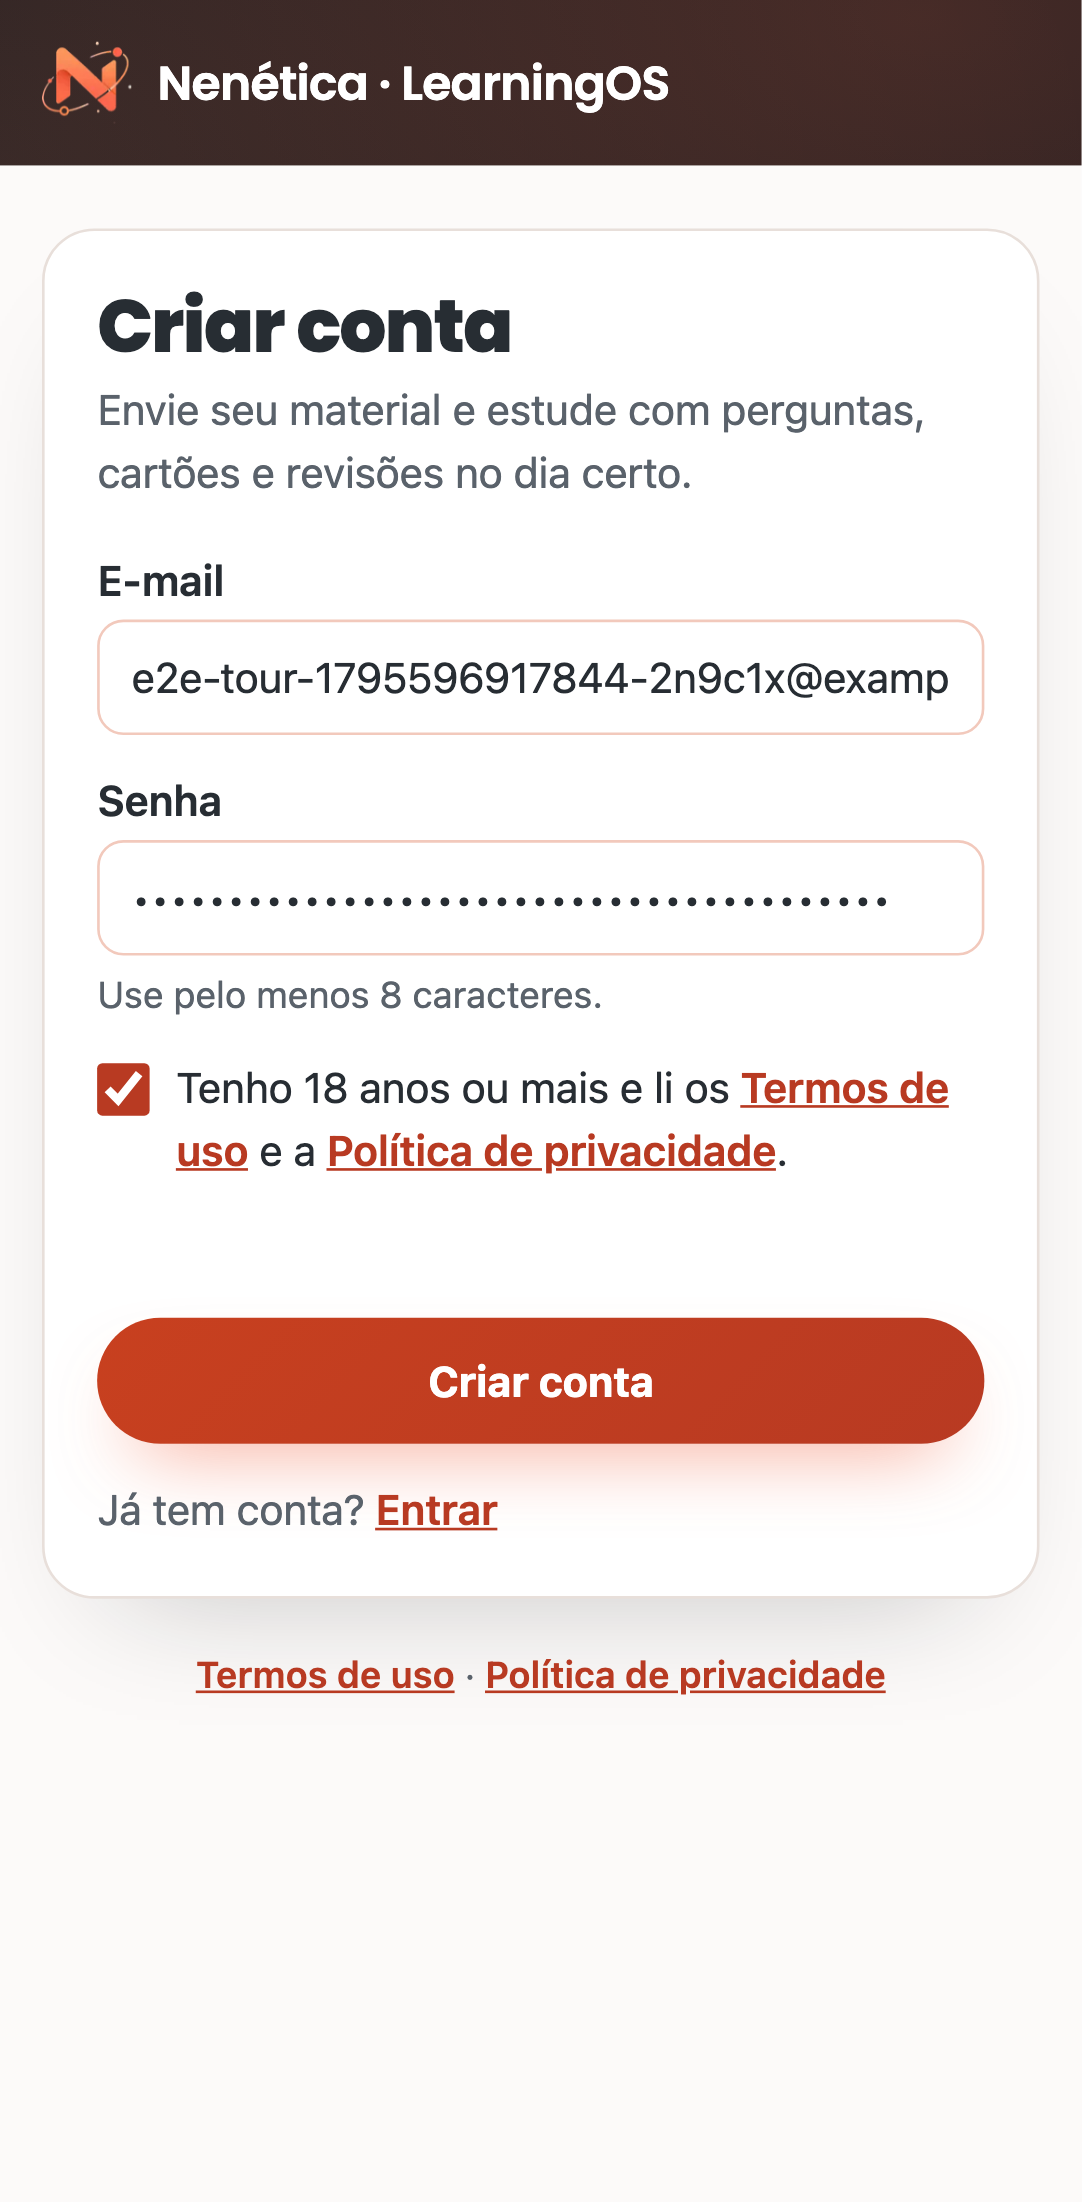 Nenética · LearningOS
Criar conta
Envie seu material e estude com perguntas,
cartões e revisões no dia certo.
E-mail
e2e-tour-1795596917844-2n9c1x@examp
Senha
••••••••••••••••••••••••••••••••••••••••
Use pelo menos 8 caracteres.
Tenho 18 anos ou mais e li os Termos de
uso e a Política de privacidade.
Criar conta
Já tem conta? Entrar
Termos de uso · Política de privacidade